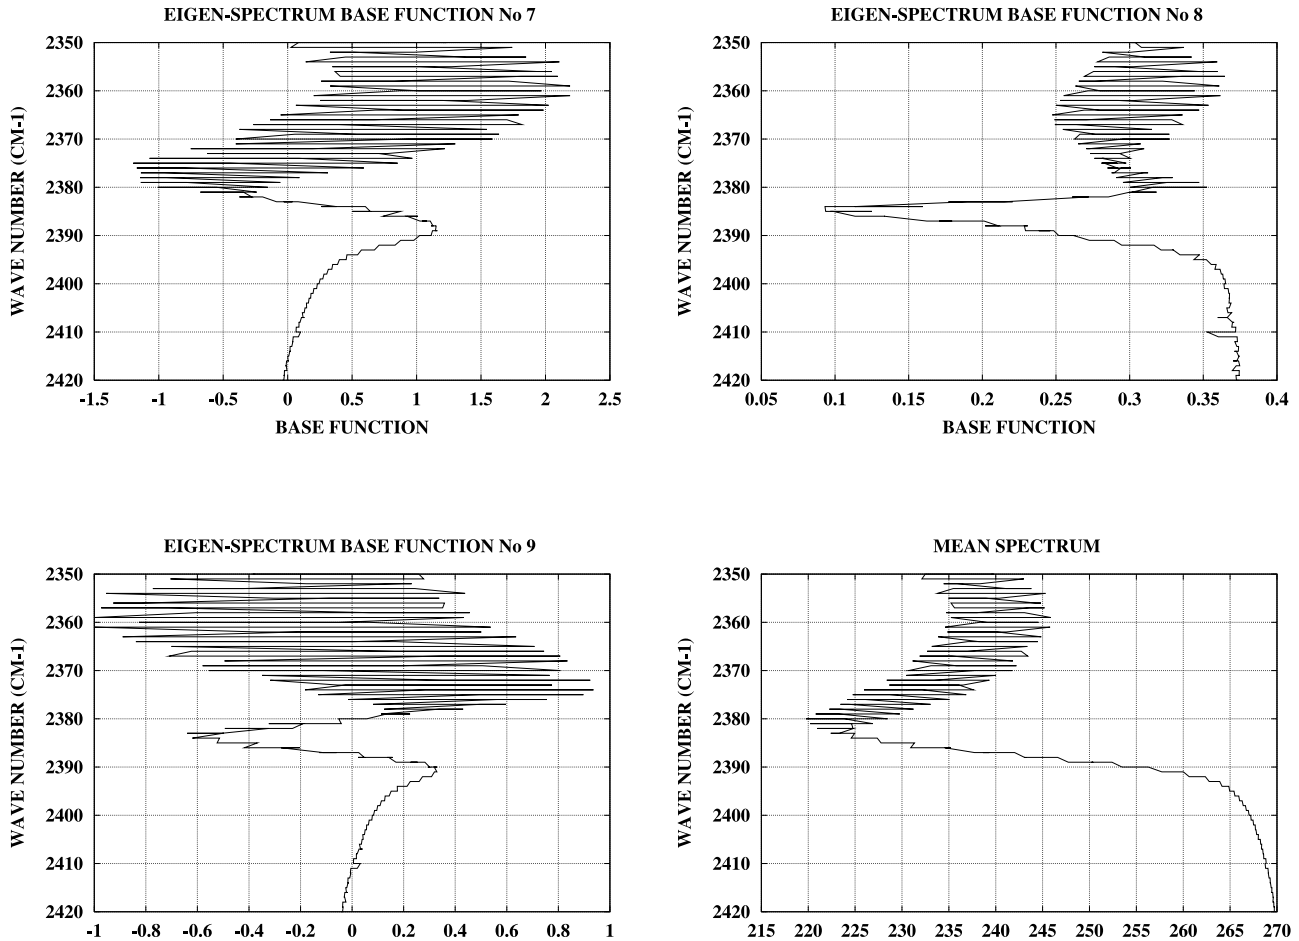 EIGEN-SPECTRUM BASE FUNCTION No 7
2350
2360
2370
2380
2390
2400
2410
2420
WAVE NUMBER (CM-1)
-1.5 -1 -0.5 0 0.5 1 1.5 2 2.5
BASE FUNCTION
EIGEN-SPECTRUM BASE FUNCTION No 8
2350
2360
2370
2380
2390
2400
2410
2420
WAVE NUMBER (CM-1)
0.05 0.1 0.15 0.2 0.25 0.3 0.35 0.4
BASE FUNCTION
EIGEN-SPECTRUM BASE FUNCTION No 9
2350
2360
2370
2380
2390
2400
2410
2420
WAVE NUMBER (CM-1)
-1 -0.8 -0.6 -0.4 -0.2 0 0.2 0.4 0.6 0.8 1
MEAN SPECTRUM
2350
2360
2370
2380
2390
2400
2410
2420
WAVE NUMBER (CM-1)
215 220 225 230 235 240 245 250 255 260 265 270